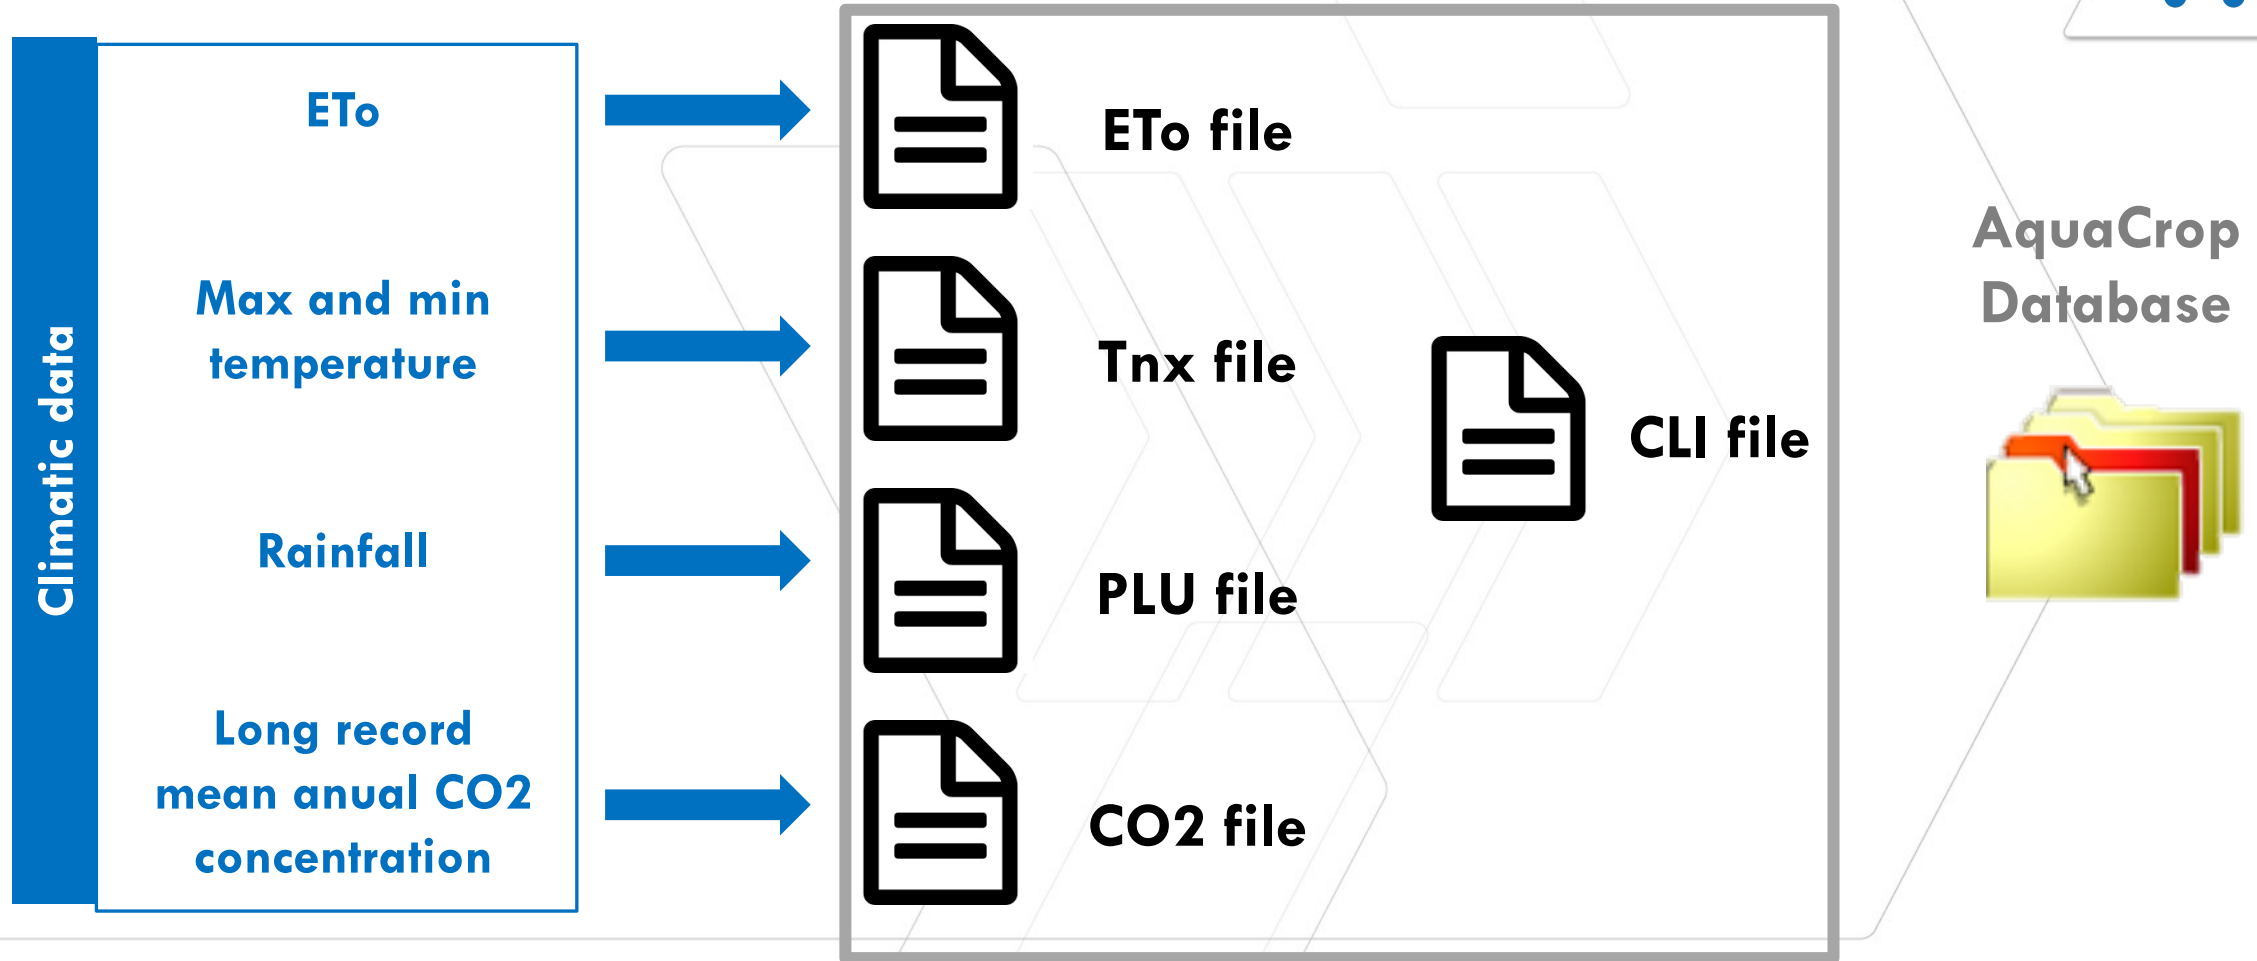 Climatic data
ETo
Max and min
temperature
Rainfall
Long record
mean anual CO2
concentration
ETo file
Tnx file
PLU file
CO2 file
CLI file
AquaCrop
Database